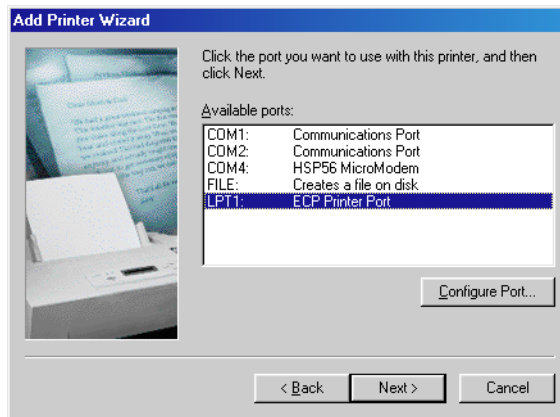 Add Printer Wizard
Click the port you want to use with this printer, and then
click Next.
Available ports:
COM1: Communications Port
COM2: Communications Port
COM4: HSP56 MicroModem
FILE: Creates a file on disk
LPT1: ECP Printer Port
Configure Port...
< Back
Next >
Cancel